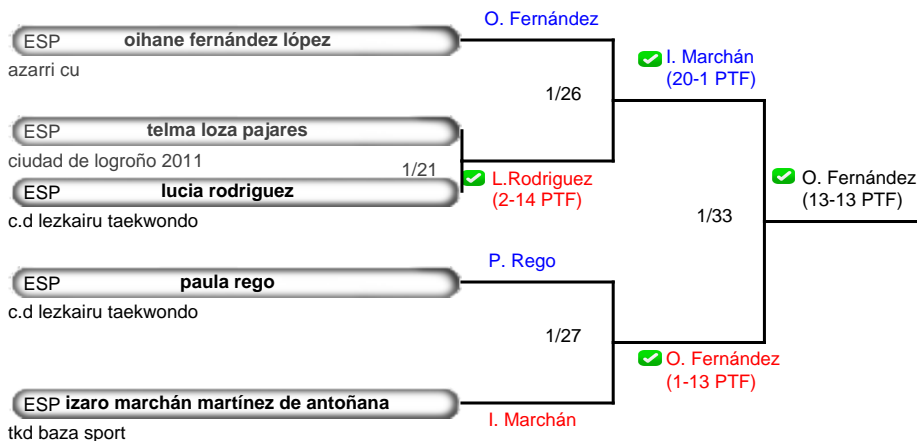 O. Fernández
ESP oihane fernández lópez
azarri cu
I. Marchán
(20-1 PTF)
1/26
ESP telma loza pajares
ciudad de logroño 2011
1/21
ESP lucia rodriguez
c.d lezkairu taekwondo
L.Rodriguez
(2-14 PTF)
O. Fernández
(13-13 PTF)
1/33
P. Rego
ESP paula rego
c.d lezkairu taekwondo
1/27
O. Fernández
(1-13 PTF)
ESP izaro marchán martínez de antoñana
I. Marchán
tkd baza sport